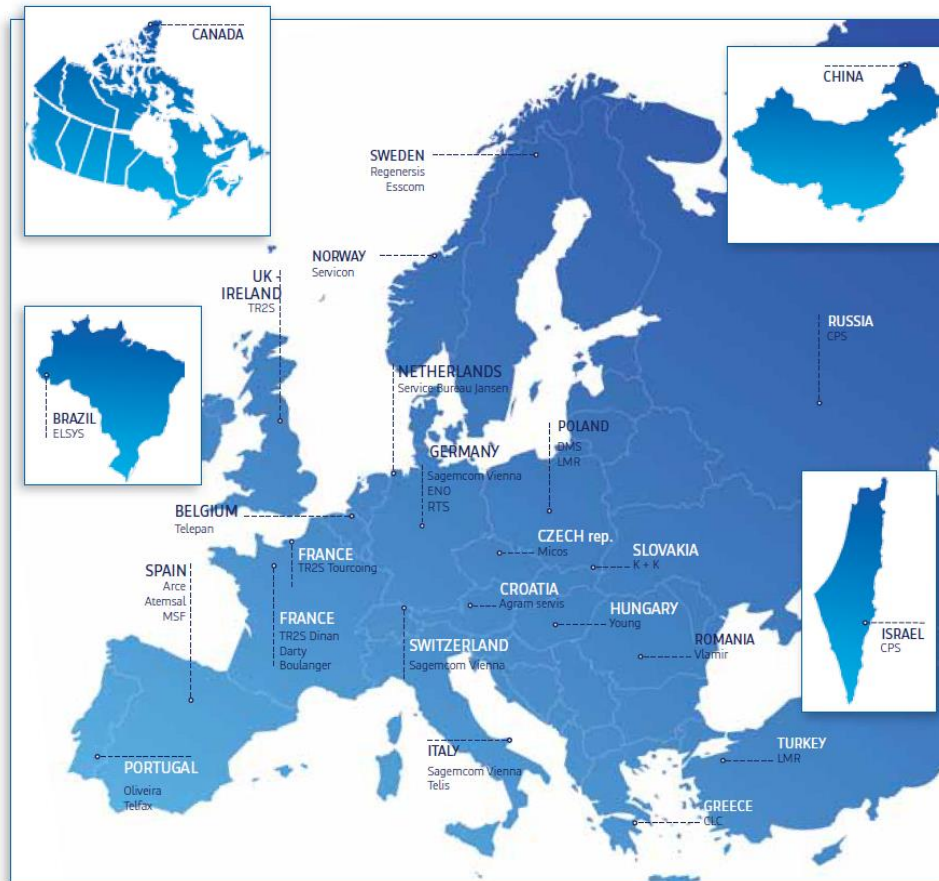 CANADA
CHINA
SWEDEN
Regenersis
Esscom
NORWAY
Servicon
UK -
IRELAND
TR2S
RUSSIA
CPS
NETHERLANDS
Service Bureau Jansen
BRAZIL
ELSYS
POLAND
DMS
LMR
GERMANY
Sagemcom Vienna
ENO
RTS
BELGIUM
Telepan
CZECH rep.
Micos
SLOVAKIA
K + K
FRANCE
TR2S Tourcoing
SPAIN
Arce
Atemsal
MSF
CROATIA
Agram servis
HUNGARY
Young
FRANCE
TR2S Dinan
Darty
Boulanger
SWITZERLAND
Sagemcom Vienna
ROMANIA
Vlamir
ISRAEL
CPS
PORTUGAL
Oliveira
Telfax
ITALY
Sagemcom Vienna
Telis
TURKEY
LMR
GREECE
CLC